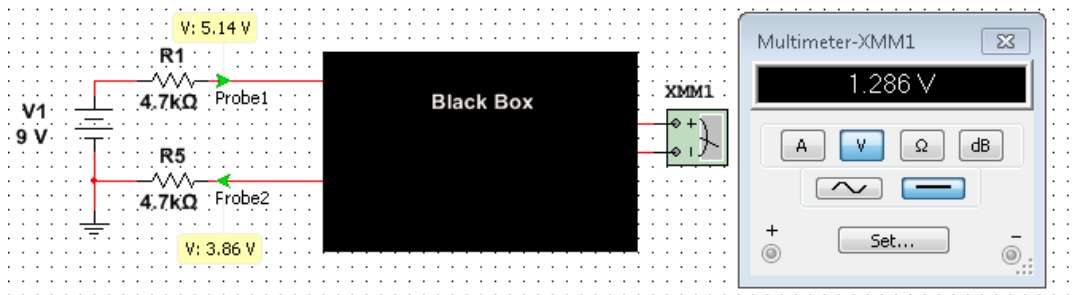 V: 5.14 V
R1
4.7kΩ
Probe1
V1
9 V
R5
4.7kΩ
Probe2
V: 3.86 V
Black Box
XMM1
+
Multimeter-XMM1
1.286 V
A
V
Ω
dB
+
Set...
-